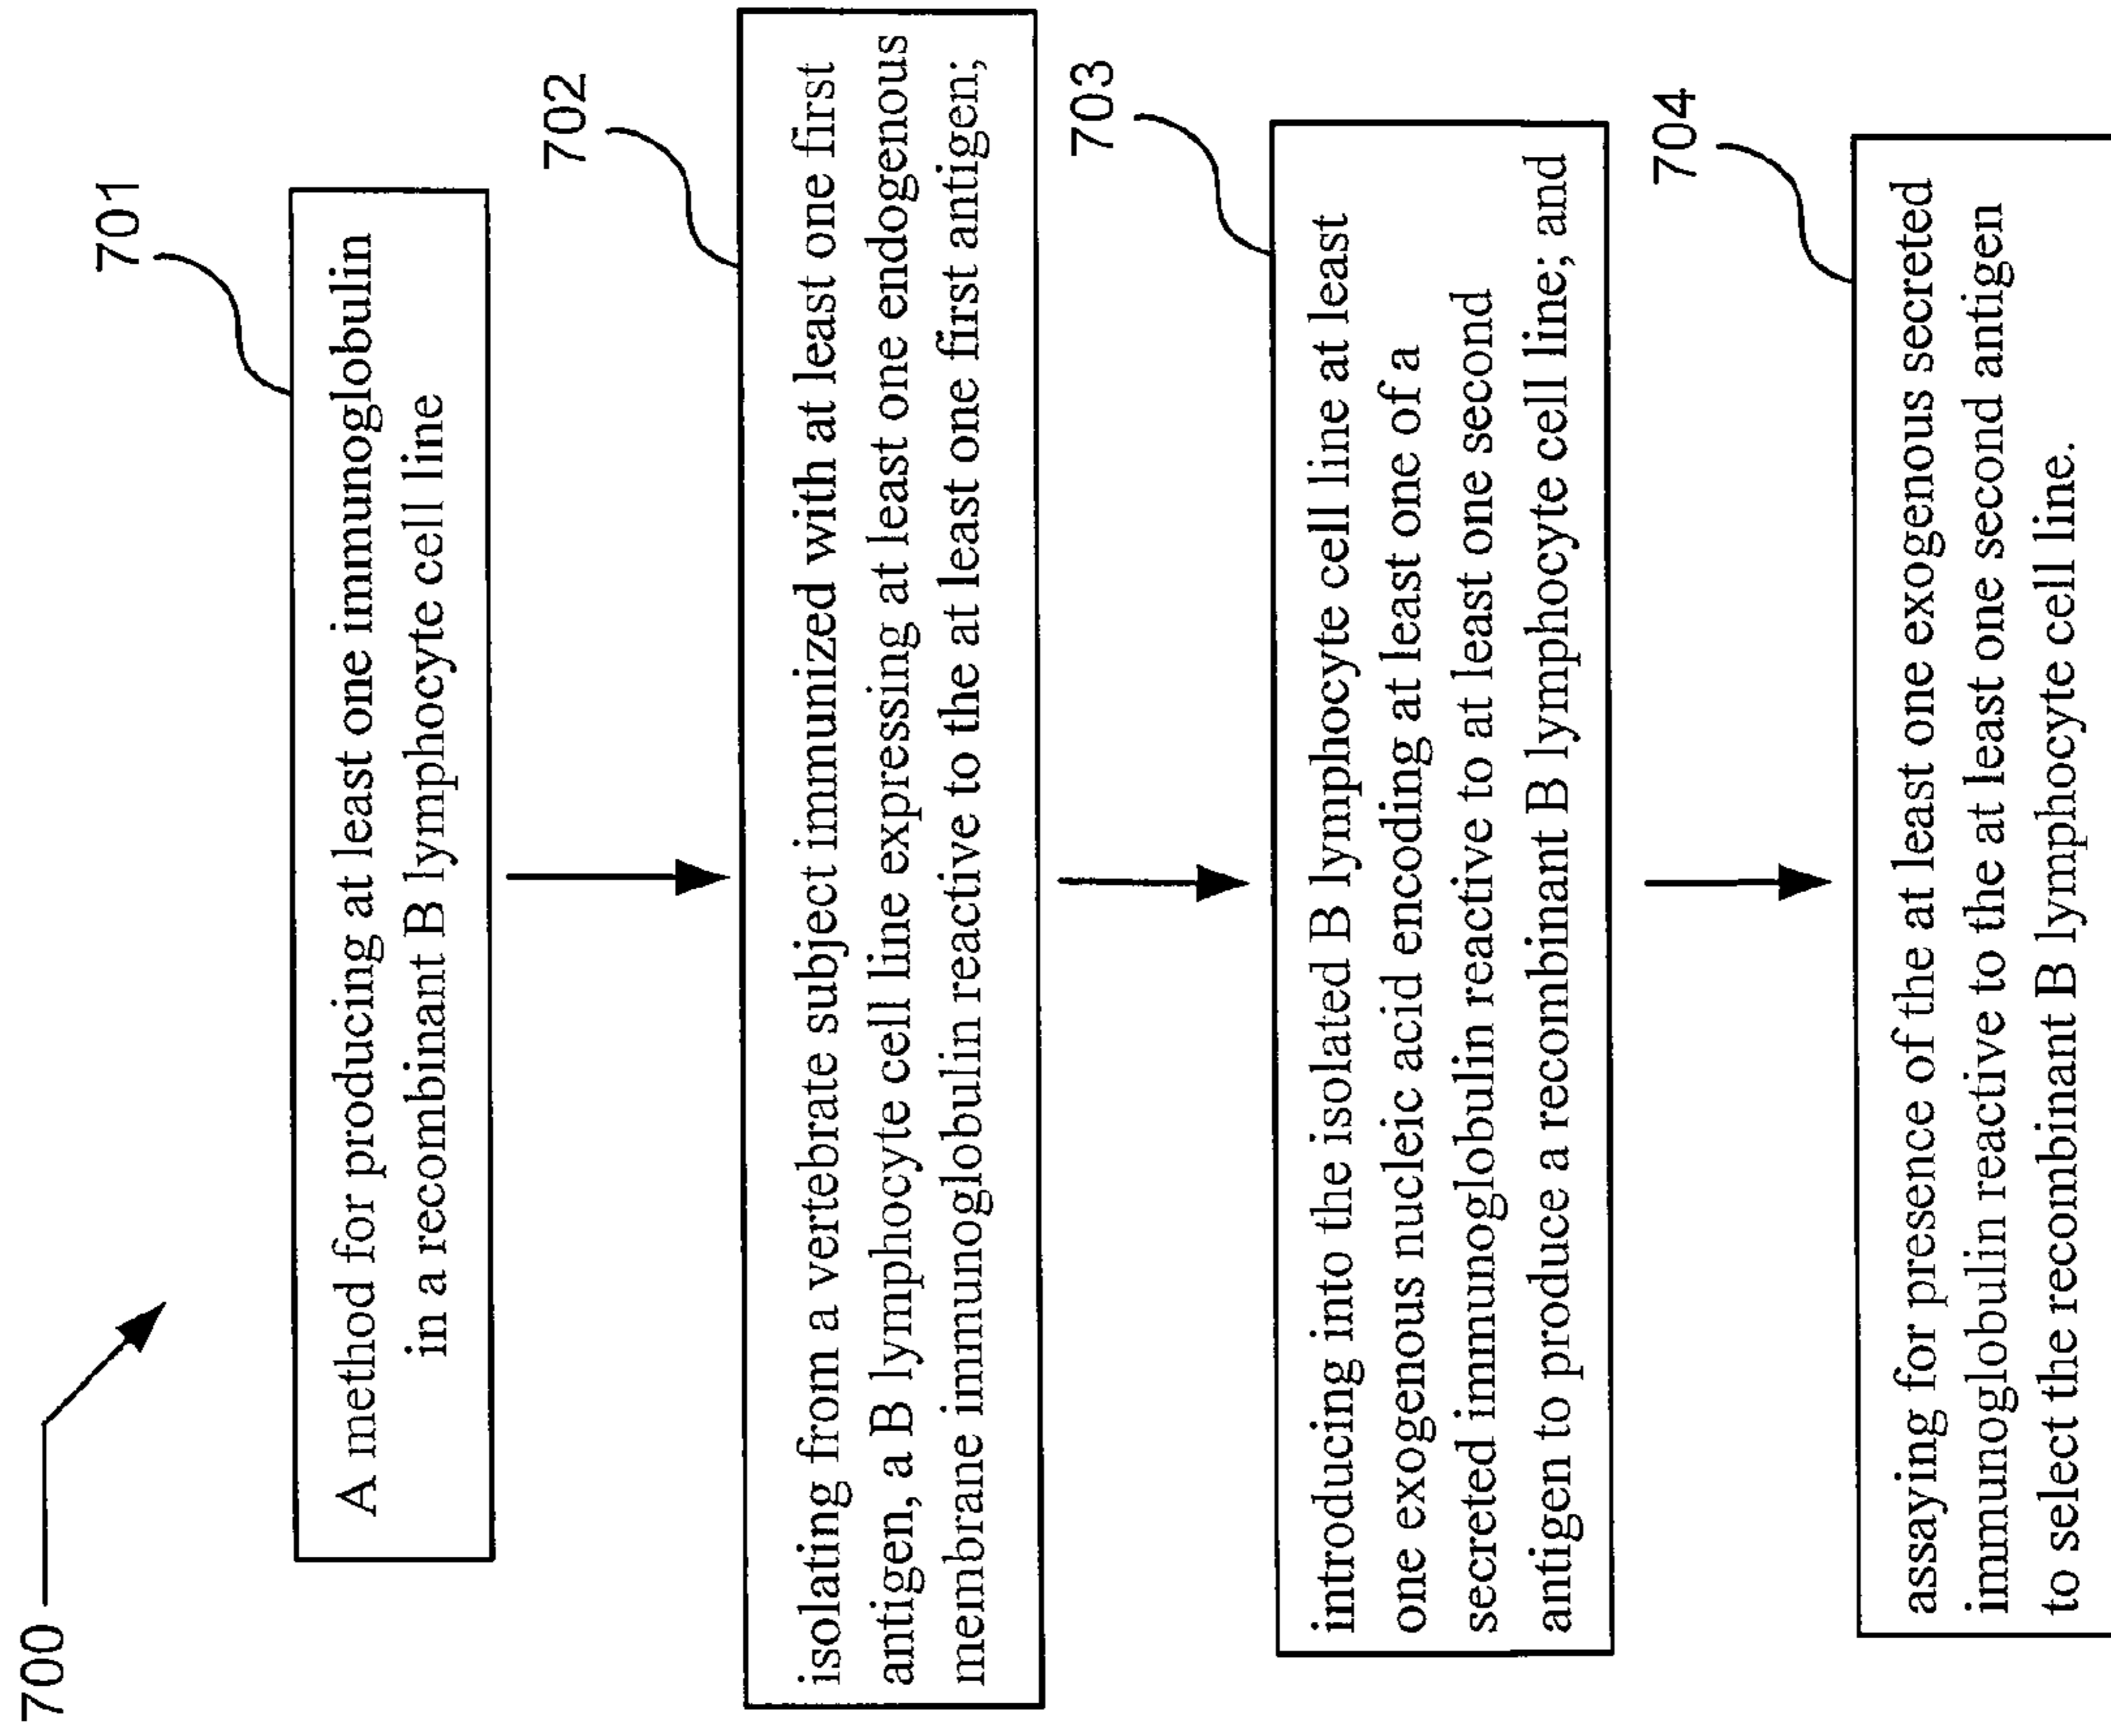 700
701
A method for producing at least one immunoglobulin
in a recombinant B lymphocyte cell line
702
isolating from a vertebrate subject immunized with at least one first
antigen, a B lymphocyte cell line expressing at least one endogenous
membrane immunoglobulin reactive to the at least one first antigen;
703
introducing into the isolated B lymphocyte cell line at least
one exogenous nucleic acid encoding at least one of a
secreted immunoglobulin reactive to at least one second
antigen to produce a recombinant B lymphocyte cell line; and
704
assaying for presence of the at least one exogenous secreted
immunoglobulin reactive to the at least one second antigen
to select the recombinant B lymphocyte cell line.